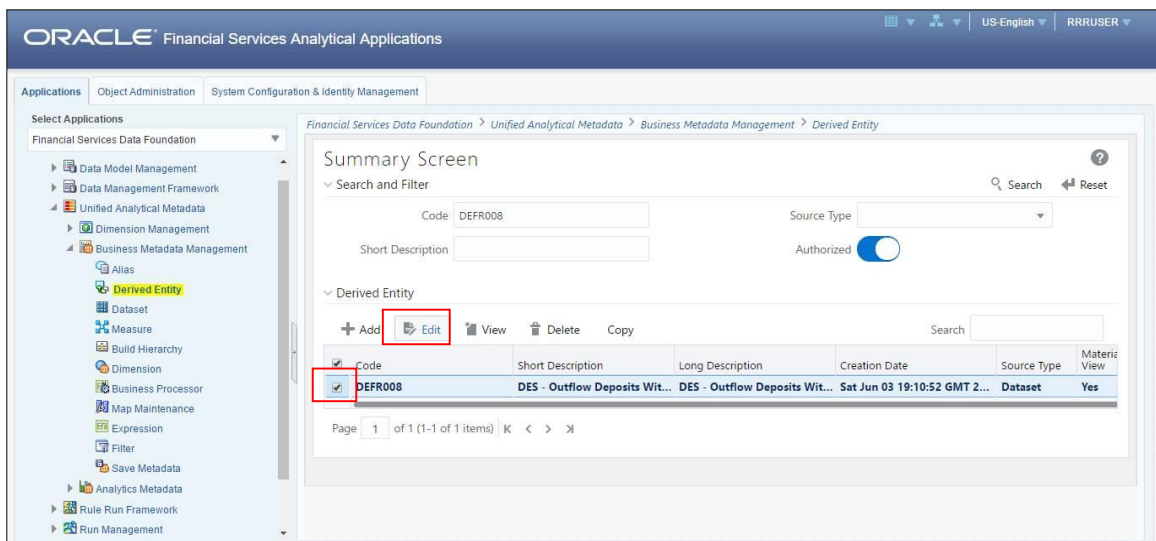 US-English RRRUSER
ORACLE® Financial Services Analytical Applications
Applications Object Administration System Configuration & Identity Management
Select Applications
Financial Services Data Foundation
Data Model Management
Data Management Framework
Unified Analytical Metadata
Dimension Management
Business Metadata Management
Alias
Derived Entity
Dataset
Measure
Build Hierarchy
Dimension
Business Processor
Map Maintenance
Expression
Filter
Save Metadata
Analytics Metadata
Rule Run Framework
Run Management
Financial Services Data Foundation > Unified Analytical Metadata > Business Metadata Management > Derived Entity
Summary Screen
Search and Filter Search Reset
Code DEFR008 Source Type
Short Description Authorized
Derived Entity
Add Edit View Delete Copy Search
Code Short Description Long Description Creation Date Source Type Materia View
DEFR008 DES - Outflow Deposits Wit... DES - Outflow Deposits Wit... Sat Jun 03 19:10:52 GMT 2... Dataset Yes
Page 1 of 1 (1-1 of 1 items)